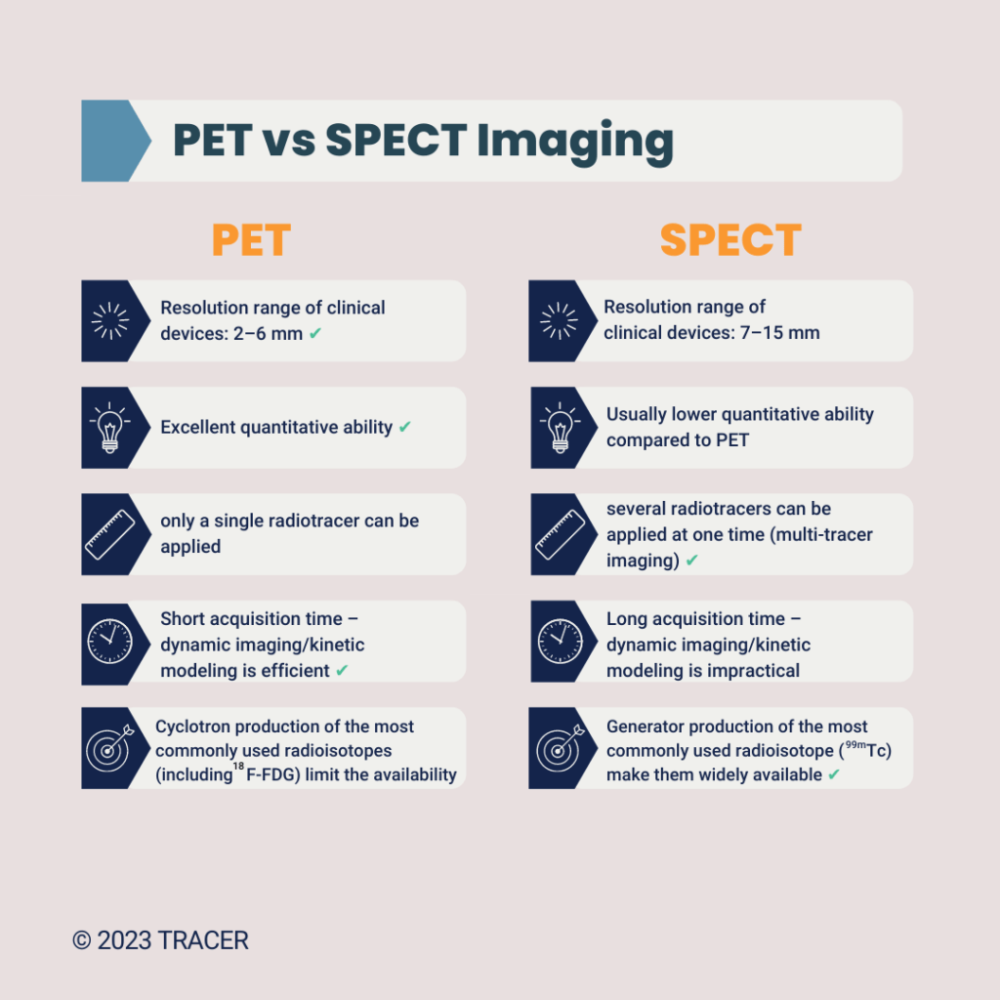 PET vs SPECT Imaging
PET
Resolution range of clinical
devices: 2–6 mm ✔
Excellent quantitative ability ✔
only a single radiotracer can be
applied
Short acquisition time –
dynamic imaging/kinetic
modeling is efficient ✔
Cyclotron production of the most
commonly used radioisotopes
(including ¹⁸F-FDG) limit the availability
SPECT
Resolution range of
clinical devices: 7–15 mm
Usually lower quantitative ability
compared to PET
several radiotracers can be
applied at one time (multi-tracer
imaging) ✔
Long acquisition time –
dynamic imaging/kinetic
modeling is impractical
Generator production of the most
commonly used radioisotope (⁹⁹ᵐTc)
make them widely available ✔
© 2023 TRACER